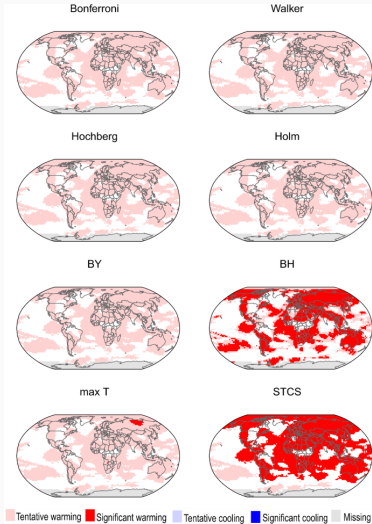 Bonferroni Walker
Hochberg Holm
BY BH
max T STCS
Tentative warming Significant warming Tentative cooling Significant cooling Missing